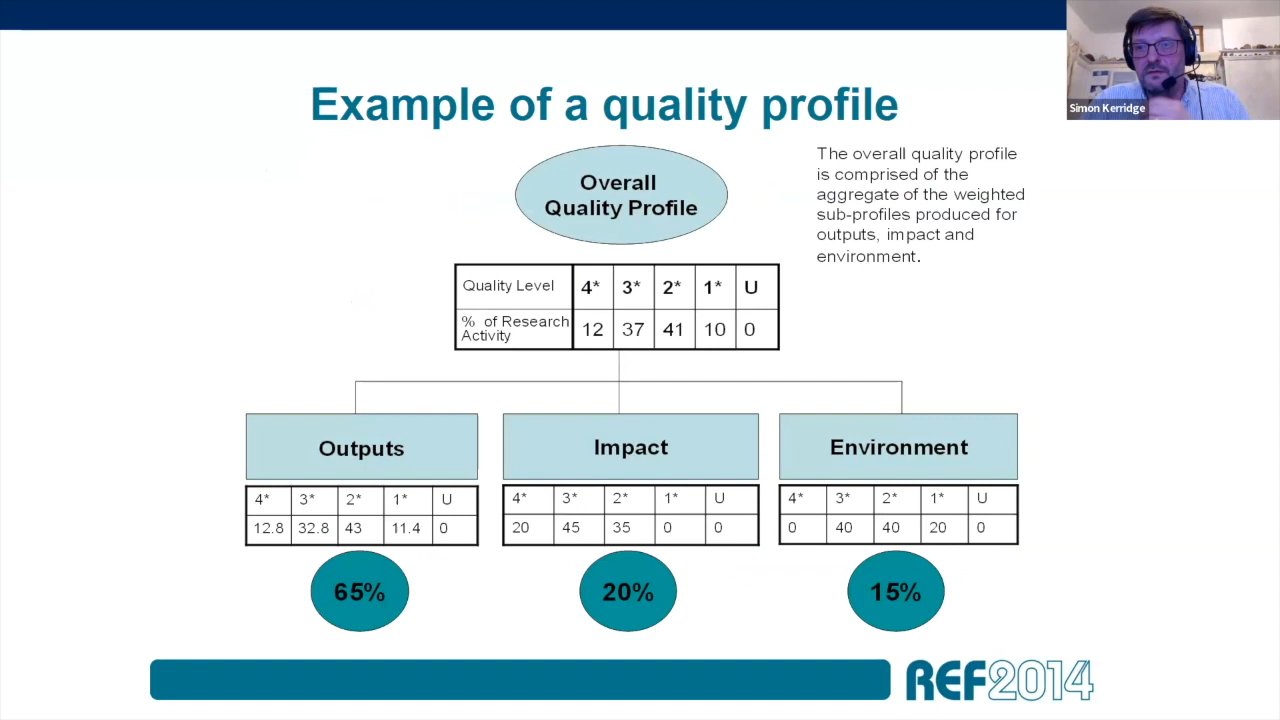 Simon Kerridge
Example of a quality profile
The overall quality profile
is comprised of the
aggregate of the weighted
sub-profiles produced for
outputs, impact and
environment.
Overall
Quality Profile
Quality Level 4* 3* 2* 1* U
% of Research
Activity 12 37 41 10 0
Outputs
4* 3* 2* 1* U
12.8 32.8 43 11.4 0
65%
Impact
4* 3* 2* 1* U
20 45 35 0 0
20%
Environment
4* 3* 2* 1* U
0 40 40 20 0
15%
REF2014